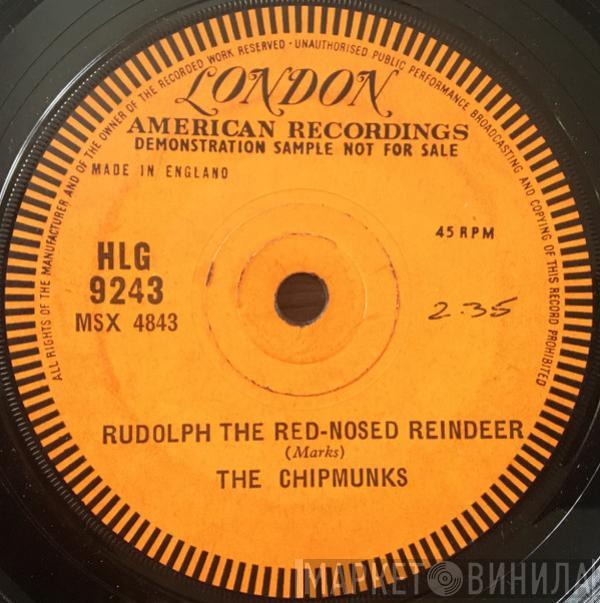 ALL RIGHTS OF THE MANUFACTURER AND OF THE OWNER OF THE RECORDED WORK RESERVED · UNAUTHORISED PUBLIC PERFORMANCE BROADCASTING AND COPYING OF THIS RECORD PROHIBITED
LONDON
AMERICAN RECORDINGS
DEMONSTRATION SAMPLE NOT FOR SALE
MADE IN ENGLAND
45 RPM
HLG
9243
MSX 4843
2.35
RUDOLPH THE RED-NOSED REINDEER
(Marks)
THE CHIPMUNKS
МАРКЕТ ВИНИЛА